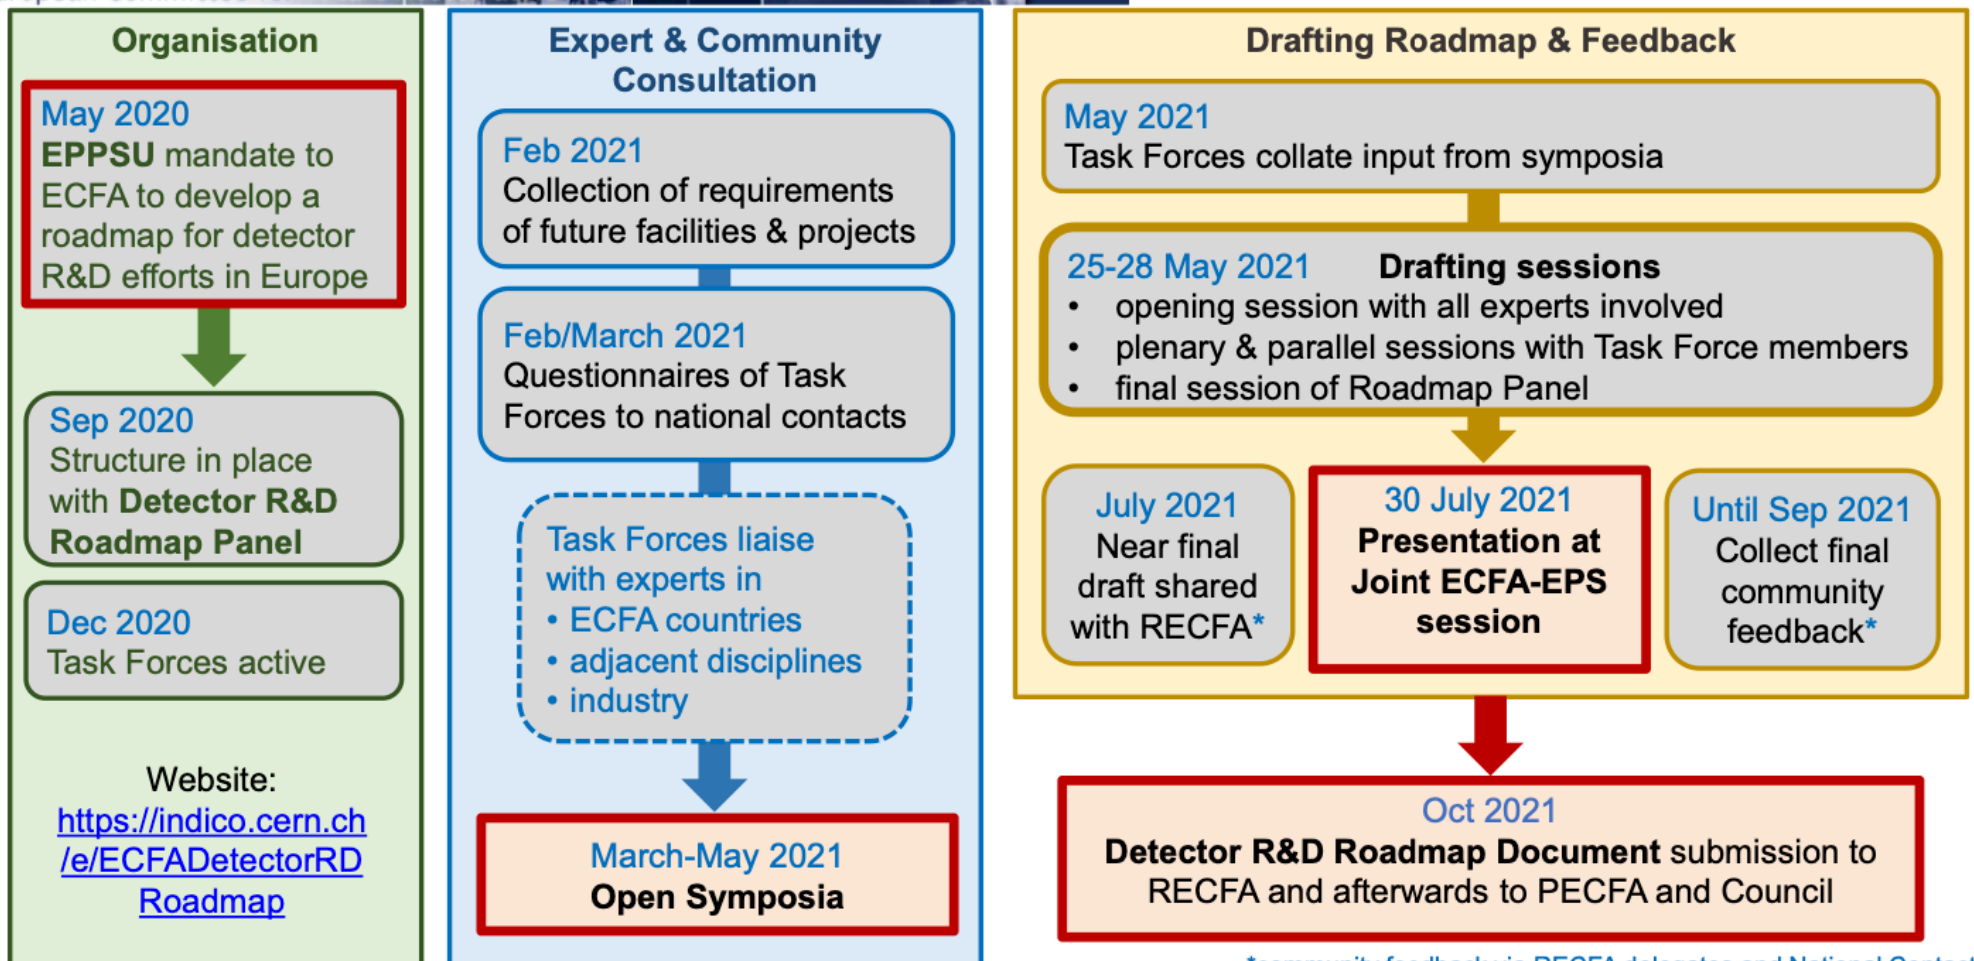 Organisation
May 2020
EPPSU mandate to
ECFA to develop a
roadmap for detector
R&D efforts in Europe
Sep 2020
Structure in place
with Detector R&D
Roadmap Panel
Dec 2020
Task Forces active
Website:
https://indico.cern.ch
/e/ECFADetectorRD
Roadmap
Expert & Community
Consultation
Feb 2021
Collection of requirements
of future facilities & projects
Feb/March 2021
Questionnaires of Task
Forces to national contacts
Task Forces liaise
with experts in
• ECFA countries
• adjacent disciplines
• industry
March-May 2021
Open Symposia
Drafting Roadmap & Feedback
May 2021
Task Forces collate input from symposia
25-28 May 2021 Drafting sessions
• opening session with all experts involved
• plenary & parallel sessions with Task Force members
• final session of Roadmap Panel
July 2021
Near final
draft shared
with RECFA*
30 July 2021
Presentation at
Joint ECFA-EPS
session
Until Sep 2021
Collect final
community
feedback*
Oct 2021
Detector R&D Roadmap Document submission to
RECFA and afterwards to PECFA and Council